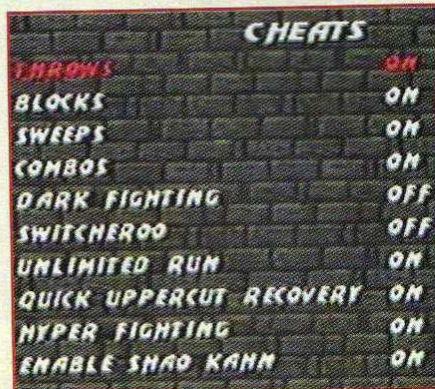 CHEATS
THROWS ON
BLOCKS ON
SWEEPS ON
COMBOS ON
DARK FIGHTING OFF
SWITCHEROO OFF
UNLIMITED RUN ON
QUICK UPPERCUT RECOVERY ON
HYPER FIGHTING ON
ENABLE SHAO KAHN ON